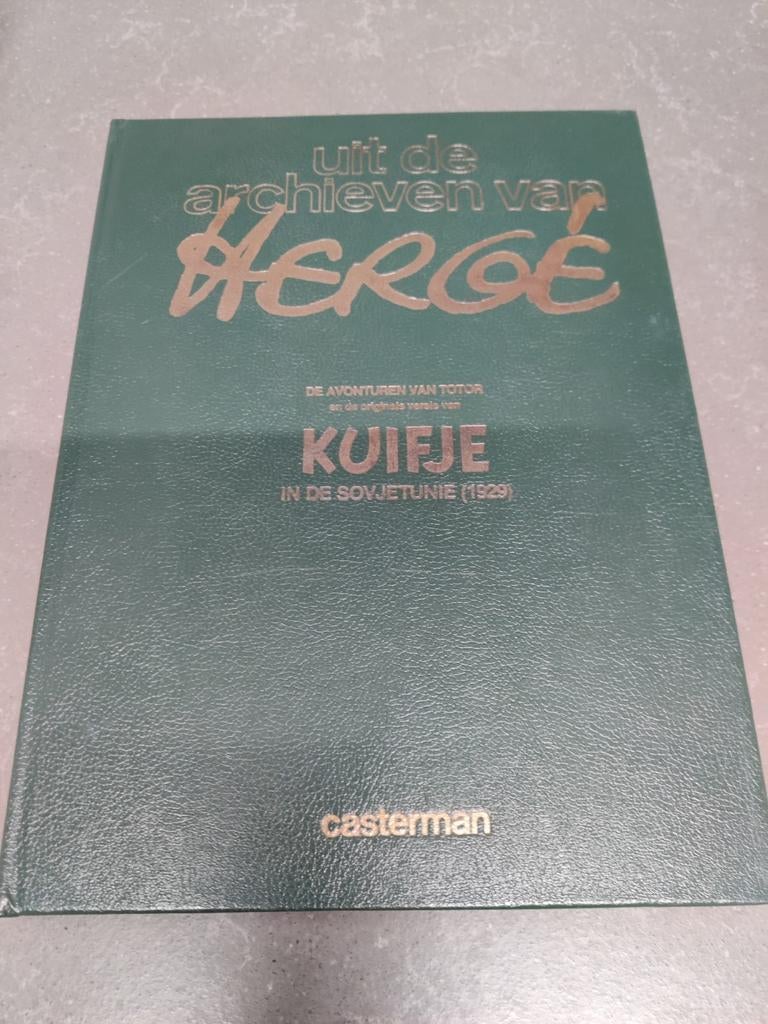 uit de
archieven van
HERGÉ
DE AVONTUREN VAN TOTOR
en de originele versie van
KUIFJE
IN DE SOVJETUNIE (1929)
casterman